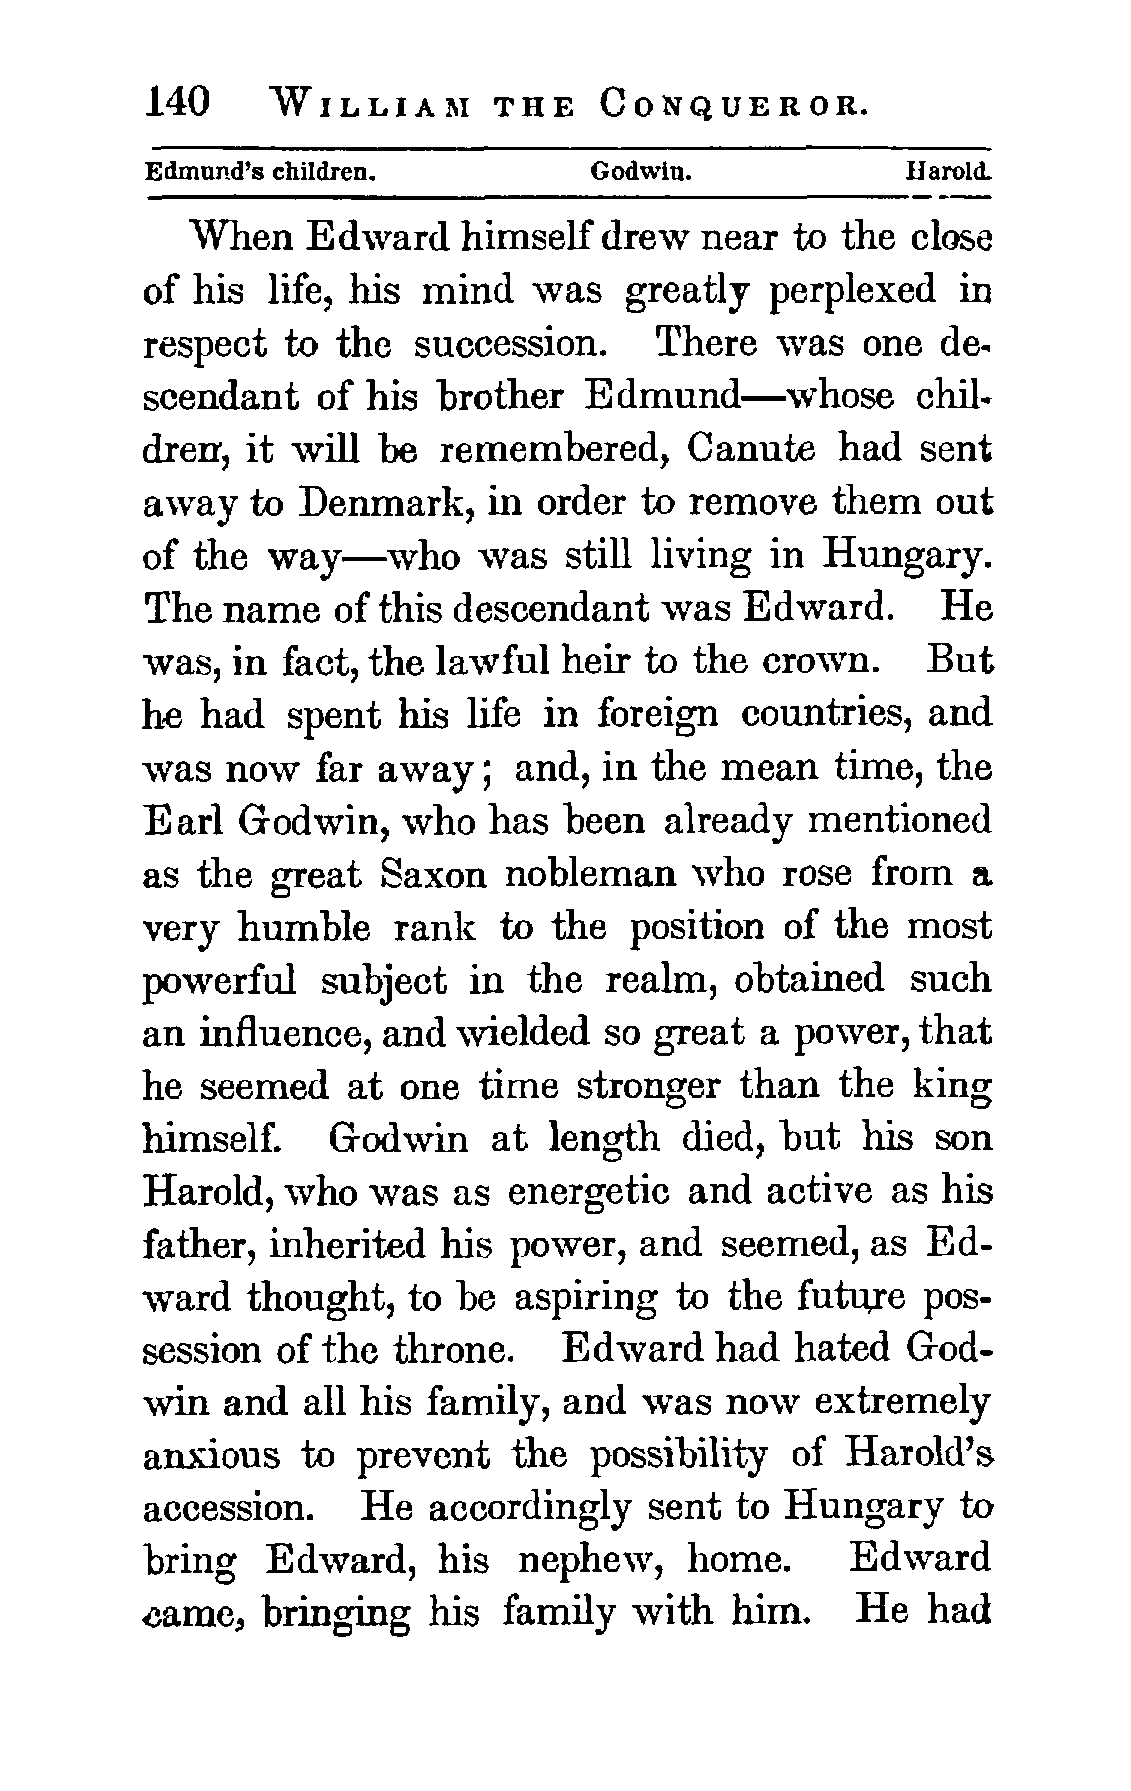 140 WILLIAM THE CONQUEROR.
Edmund's children. Godwin. Harold.
When Edward himself drew near to the close
of his life, his mind was greatly perplexed in
respect to the succession. There was one de-
scendant of his brother Edmund—whose chil-
dren, it will be remembered, Canute had sent
away to Denmark, in order to remove them out
of the way—who was still living in Hungary.
The name of this descendant was Edward. He
was, in fact, the lawful heir to the crown. But
he had spent his life in foreign countries, and
was now far away; and, in the mean time, the
Earl Godwin, who has been already mentioned
as the great Saxon nobleman who rose from a
very humble rank to the position of the most
powerful subject in the realm, obtained such
an influence, and wielded so great a power, that
he seemed at one time stronger than the king
himself. Godwin at length died, but his son
Harold, who was as energetic and active as his
father, inherited his power, and seemed, as Ed-
ward thought, to be aspiring to the future pos-
session of the throne. Edward had hated God-
win and all his family, and was now extremely
anxious to prevent the possibility of Harold's
accession. He accordingly sent to Hungary to
bring Edward, his nephew, home. Edward
came, bringing his family with him. He had